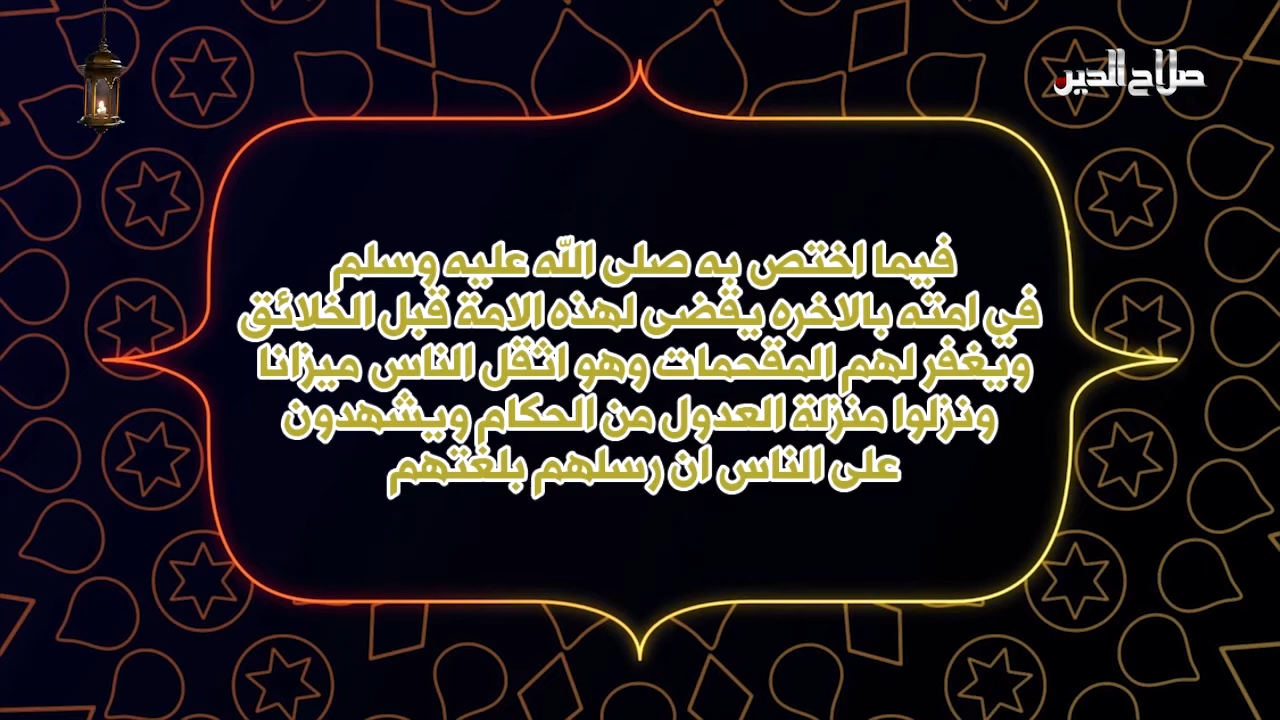 صلاح الدين
فيما اختص به صلى الله عليه وسلم
في امته بالاخره يقضى لهذه الامة قبل الخلائق
ويغفر لهم المقحمات وهو اثقل الناس ميزانا
ونزلوا منزلة العدول من الحكام ويشهدون
على الناس ان رسلهم بلغتهم